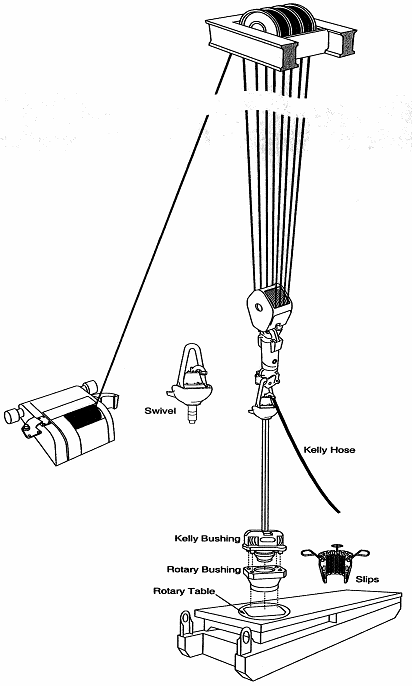 Swivel
Kelly Hose
Kelly Bushing
Rotary Bushing
Slips
Rotary Table